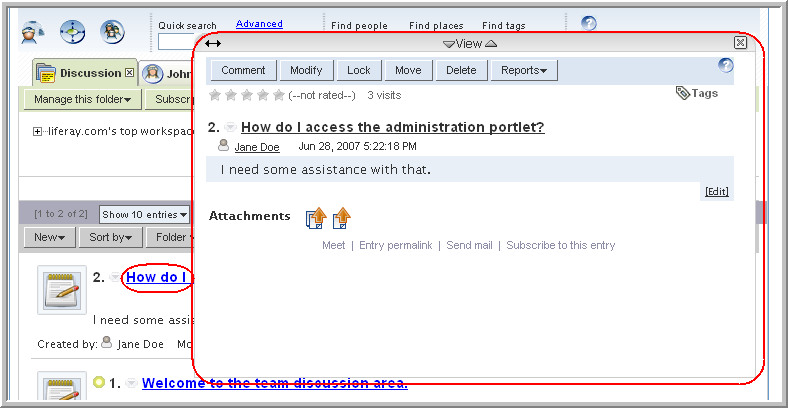 Quick search Advanced Find people Find places Find tags
View
Discussion John
Comment Modify Lock Move Delete Reports
Manage this folder Subscri
(--not rated--) 3 visits Tags
liferay.com's top workspac
2. How do I access the administration portlet?
Jane Doe Jun 28, 2007 5:22:18 PM
I need some assistance with that.
[Edit]
[1 to 2 of 2] Show 10 entries
Attachments
New Sort by Folder
Meet | Entry permalink | Send mail | Subscribe to this entry
2. How do I
I need some assis
Created by: Jane Doe Mo
1. Welcome to the team discussion area.